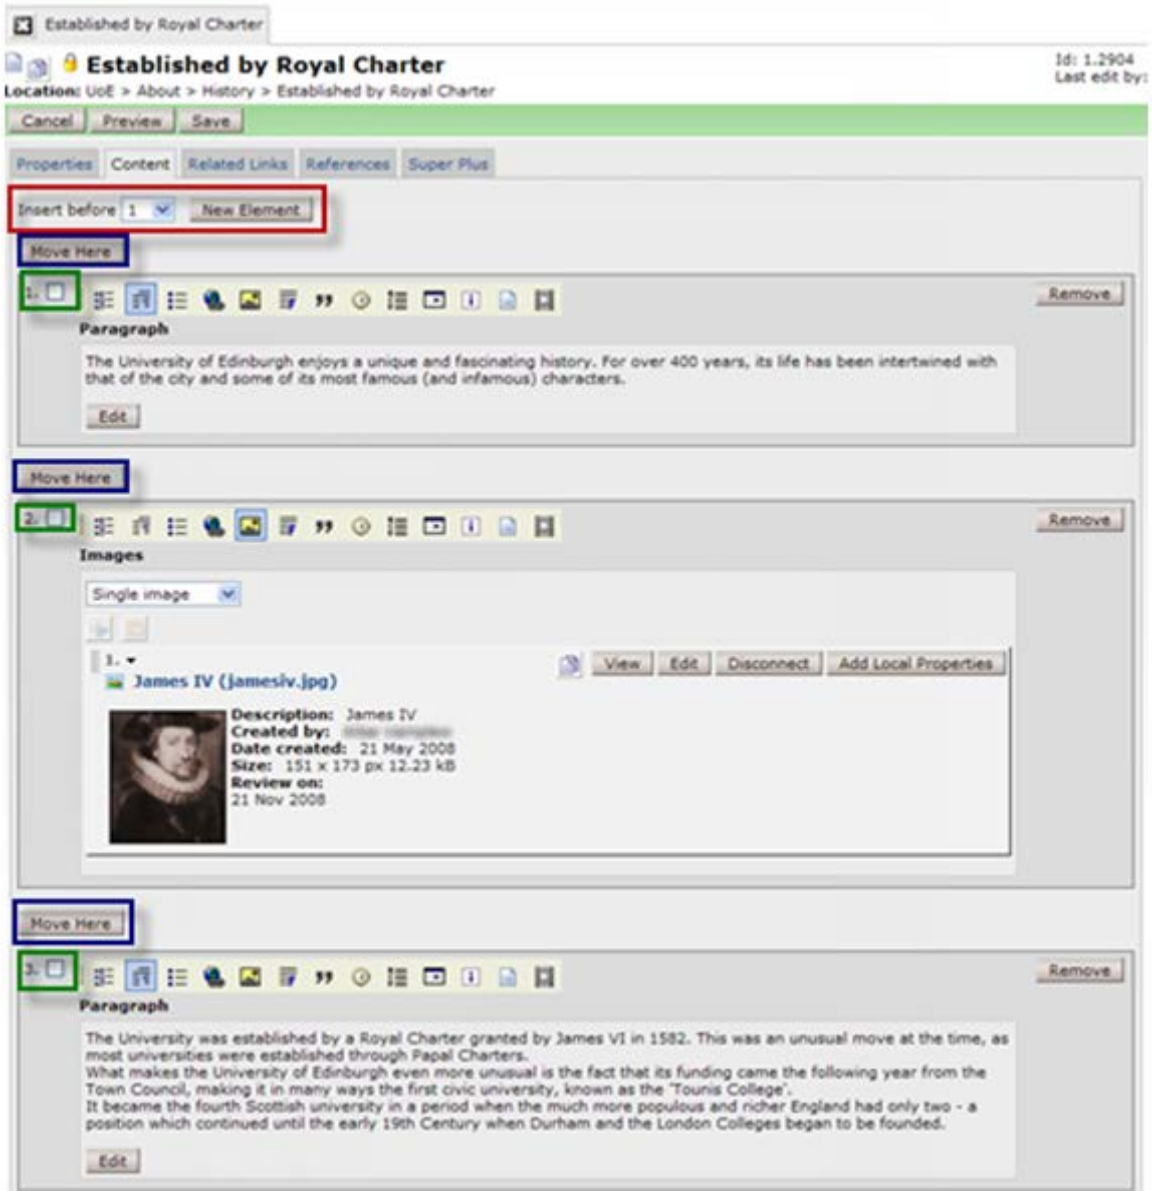 Established by Royal Charter
Established by Royal Charter
Id: 1.2904
Last edit by:
Location: UoE > About > History > Established by Royal Charter
Cancel Preview Save
Properties Content Related Links References Super Plus
Insert before 1 New Element
Move Here
1. Remove
Paragraph
The University of Edinburgh enjoys a unique and fascinating history. For over 400 years, its life has been intertwined with
that of the city and some of its most famous (and infamous) characters.
Edit
Move Here
2. Remove
Images
Single image
1. View Edit Disconnect Add Local Properties
James IV (jamesiv.jpg)
Description: James IV
Created by:
Date created: 21 May 2008
Size: 151 x 173 px 12.23 kB
Review on:
21 Nov 2008
Move Here
3. Remove
Paragraph
The University was established by a Royal Charter granted by James VI in 1582. This was an unusual move at the time, as
most universities were established through Papal Charters.
What makes the University of Edinburgh even more unusual is the fact that its funding came the following year from the
Town Council, making it in many ways the first civic university, known as the 'Tounis College'.
It became the fourth Scottish university in a period when the much more populous and richer England had only two - a
position which continued until the early 19th Century when Durham and the London Colleges began to be founded.
Edit